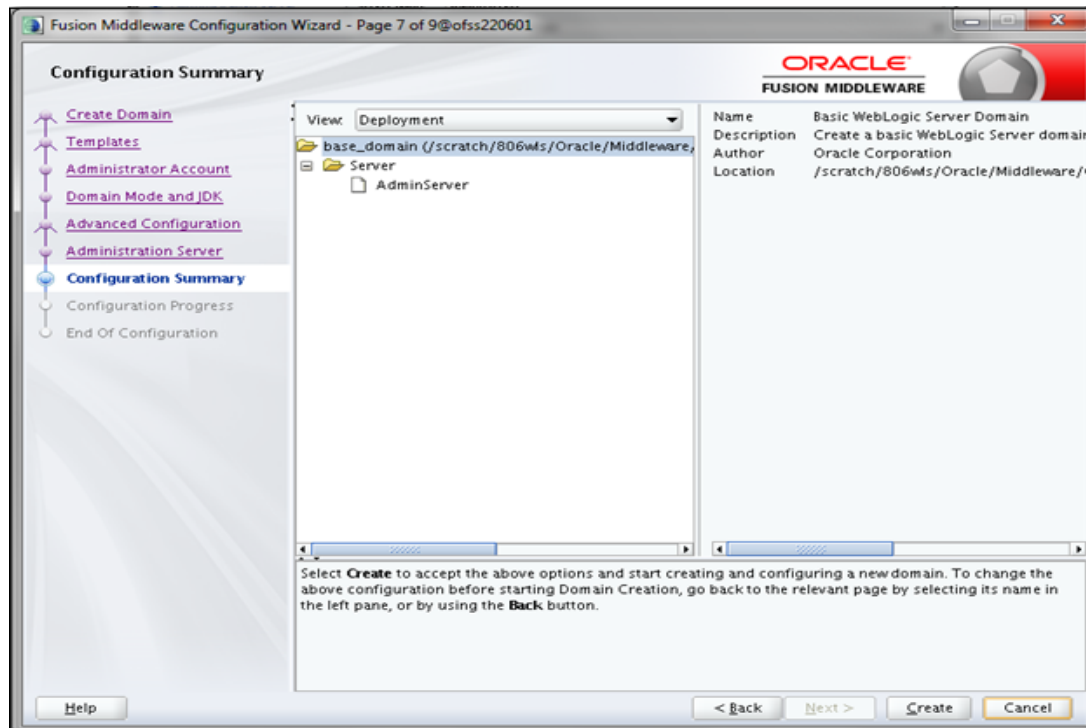 Fusion Middleware Configuration Wizard - Page 7 of 9@ofss220601
Configuration Summary
ORACLE
FUSION MIDDLEWARE
Create Domain
Templates
Administrator Account
Domain Mode and JDK
Advanced Configuration
Administration Server
Configuration Summary
Configuration Progress
End Of Configuration
View: Deployment
base_domain (/scratch/806wls/Oracle/Middleware,
Server
AdminServer
Name Basic WebLogic Server Domain
Description Create a basic WebLogic Server domain
Author Oracle Corporation
Location /scratch/806wls/Oracle/Middleware/
Select Create to accept the above options and start creating and configuring a new domain. To change the
above configuration before starting Domain Creation, go back to the relevant page by selecting its name in
the left pane, or by using the Back button.
Help
< Back
Next >
Create
Cancel